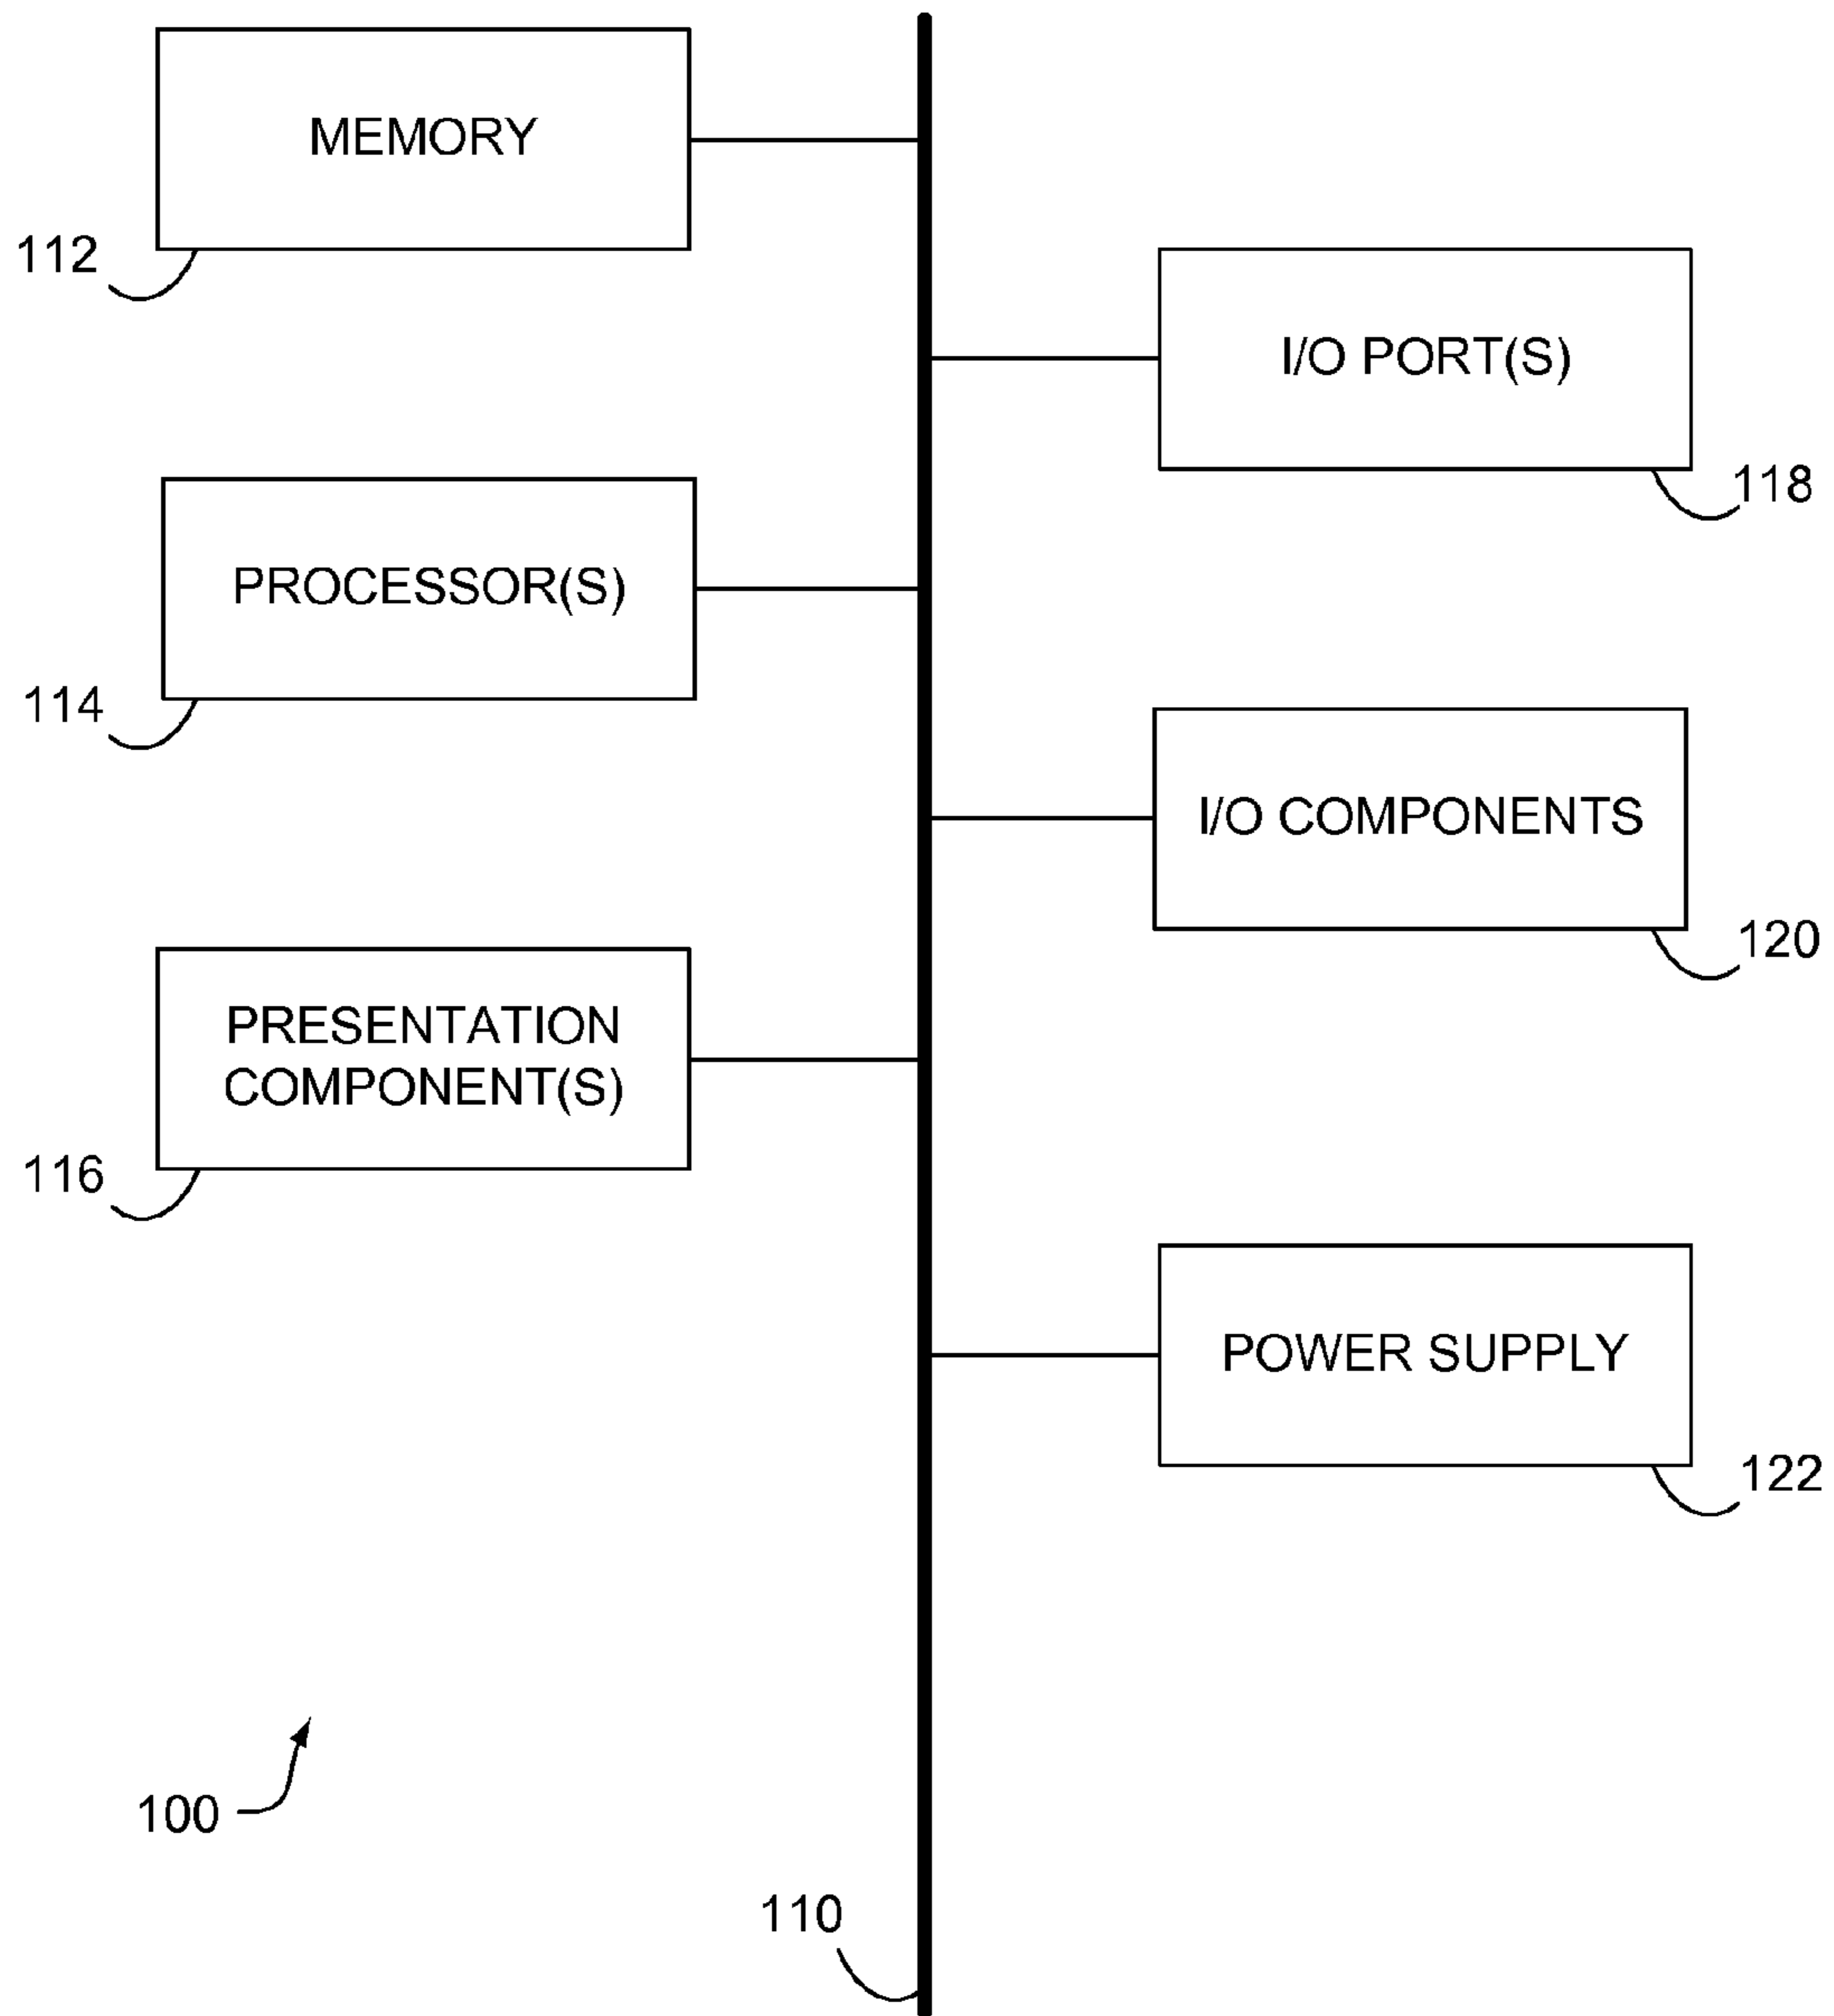 MEMORY
112
I/O PORT(S)
118
PROCESSOR(S)
114
I/O COMPONENTS
120
PRESENTATION
COMPONENT(S)
116
POWER SUPPLY
122
100
110